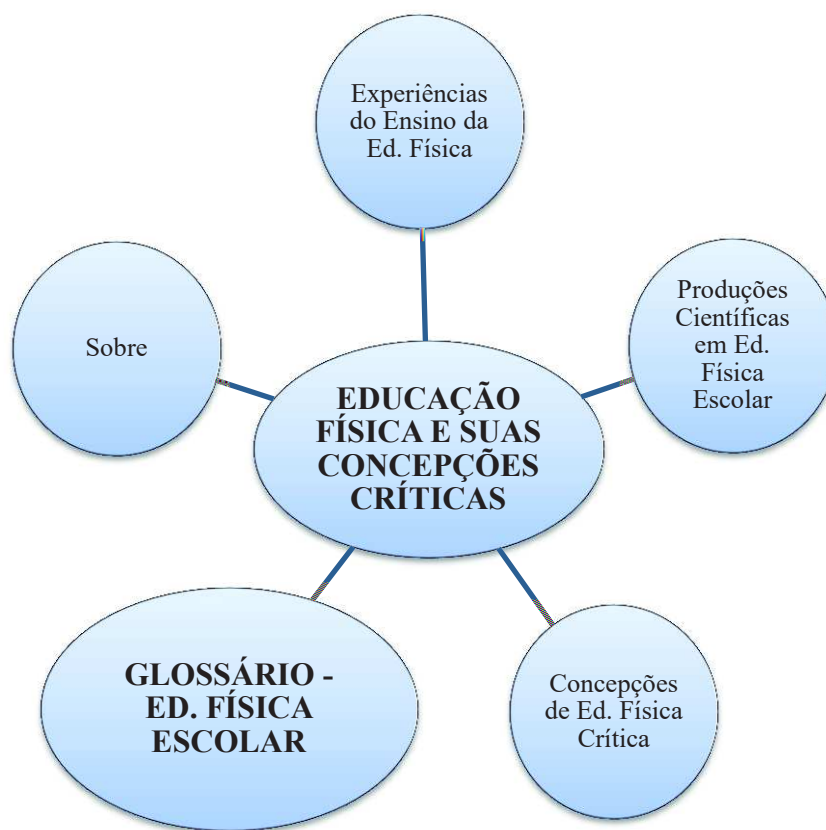 Experiências
do Ensino da
Ed. Física
Sobre
Produções
Científicas
em Ed.
Física
Escolar
EDUCAÇÃO
FÍSICA E SUAS
CONCEPÇÕES
CRÍTICAS
GLOSSÁRIO -
ED. FÍSICA
ESCOLAR
Concepções
de Ed. Física
Crítica